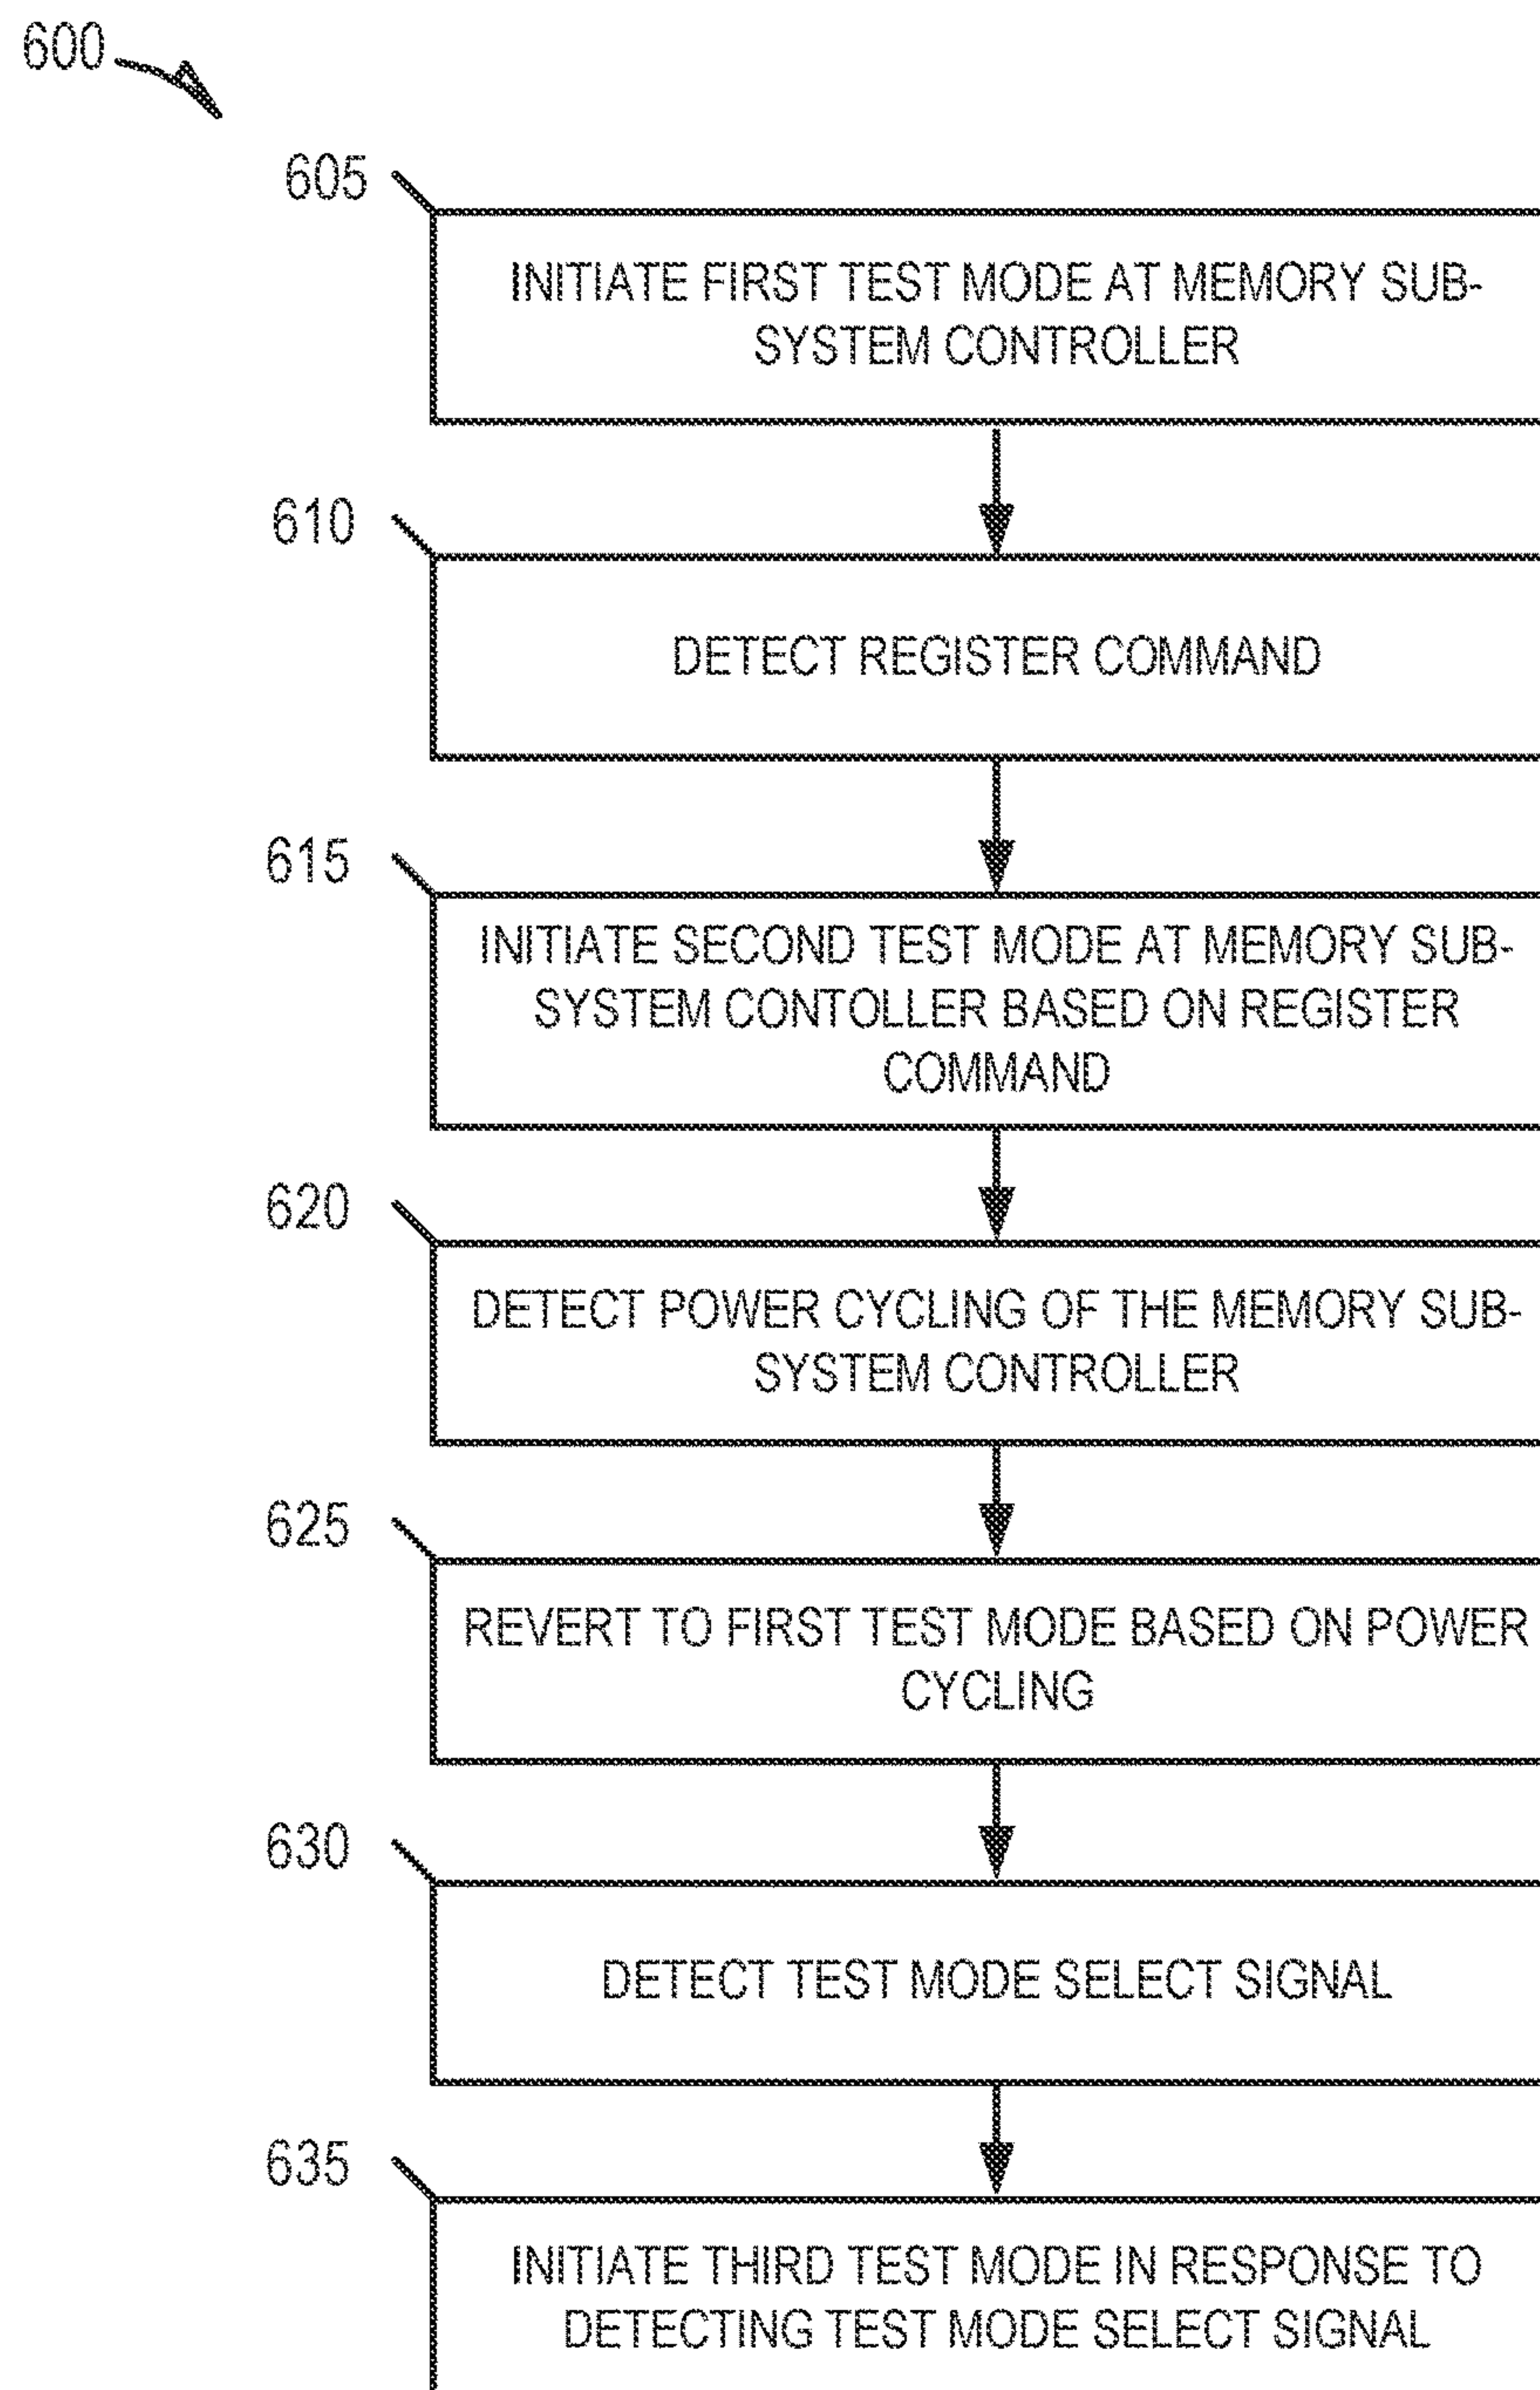 600
605
INITIATE FIRST TEST MODE AT MEMORY SUB-
SYSTEM CONTROLLER
610
DETECT REGISTER COMMAND
615
INITIATE SECOND TEST MODE AT MEMORY SUB-
SYSTEM CONTOLLER BASED ON REGISTER
COMMAND
620
DETECT POWER CYCLING OF THE MEMORY SUB-
SYSTEM CONTROLLER
625
REVERT TO FIRST TEST MODE BASED ON POWER
CYCLING
630
DETECT TEST MODE SELECT SIGNAL
635
INITIATE THIRD TEST MODE IN RESPONSE TO
DETECTING TEST MODE SELECT SIGNAL